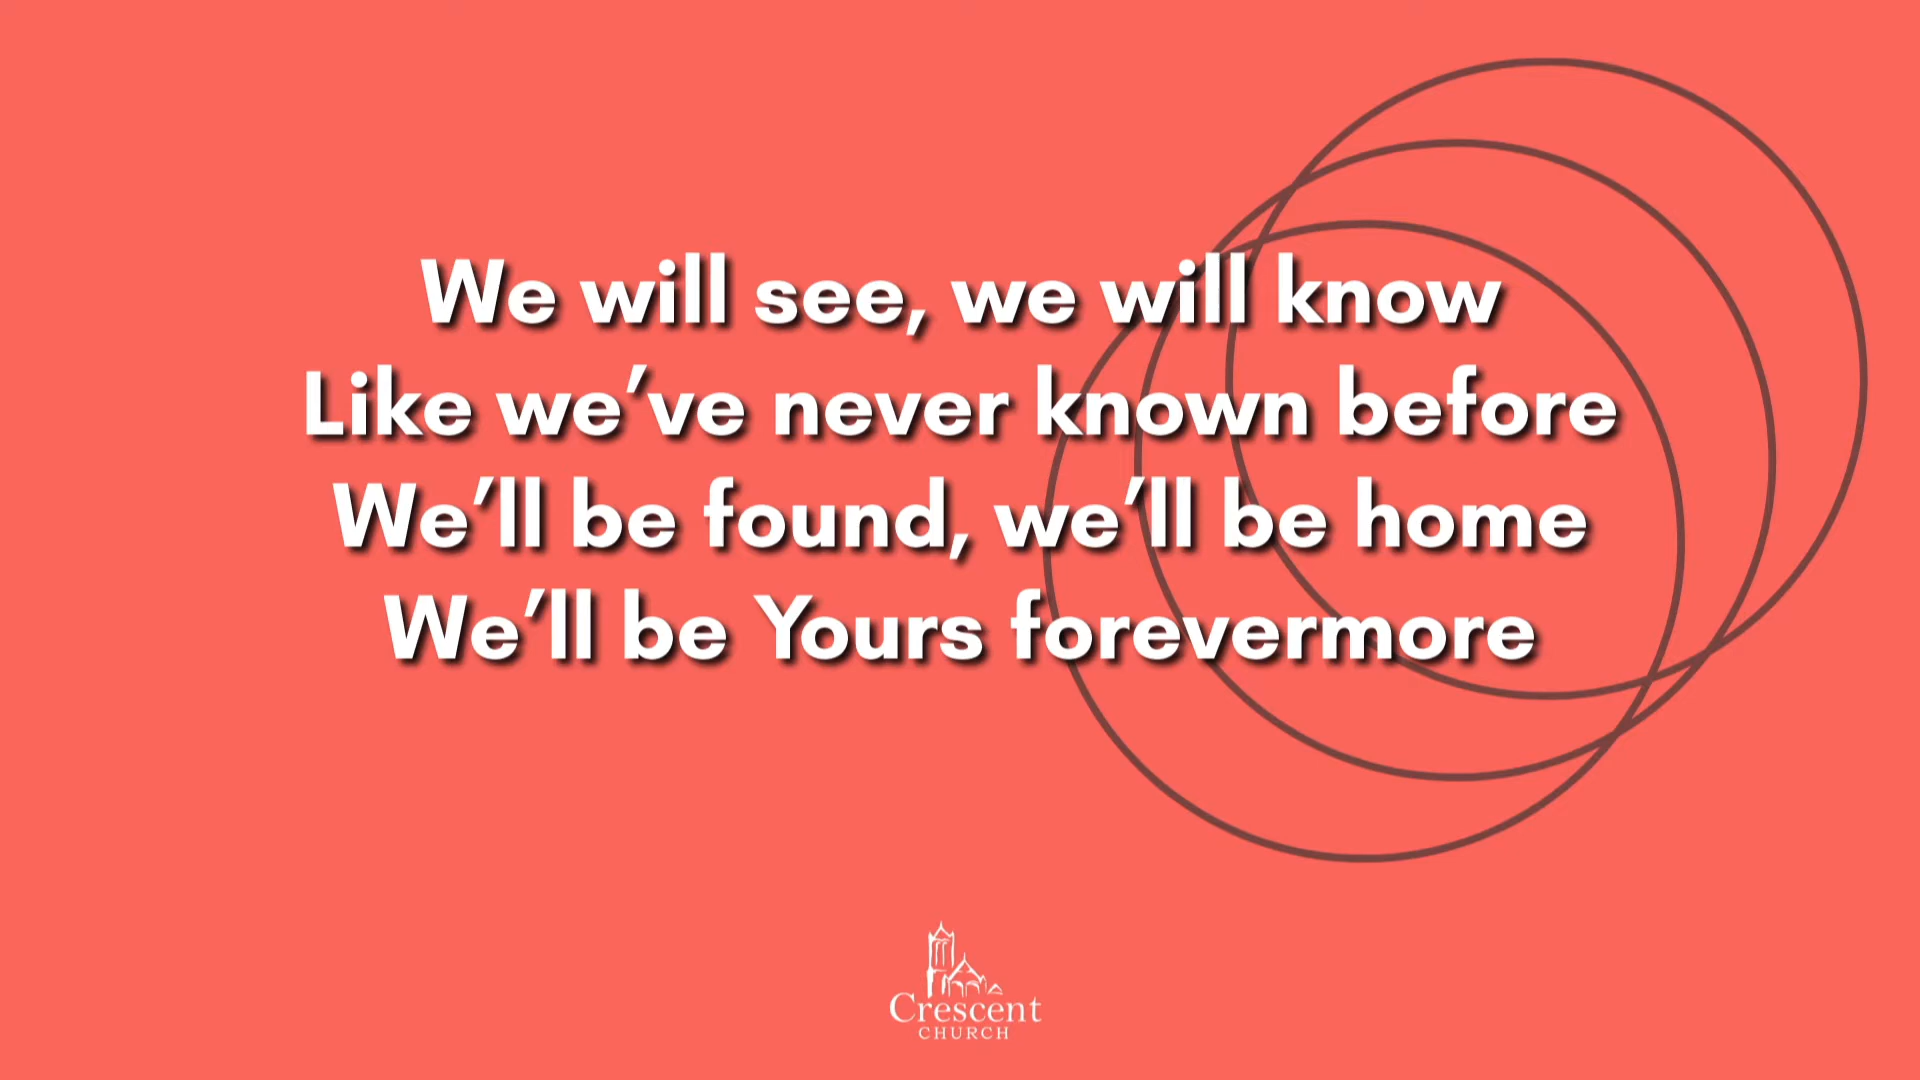 We will see, we will know
Like we’ve never known before
We’ll be found, we’ll be home
We’ll be Yours forevermore
Crescent
CHURCH